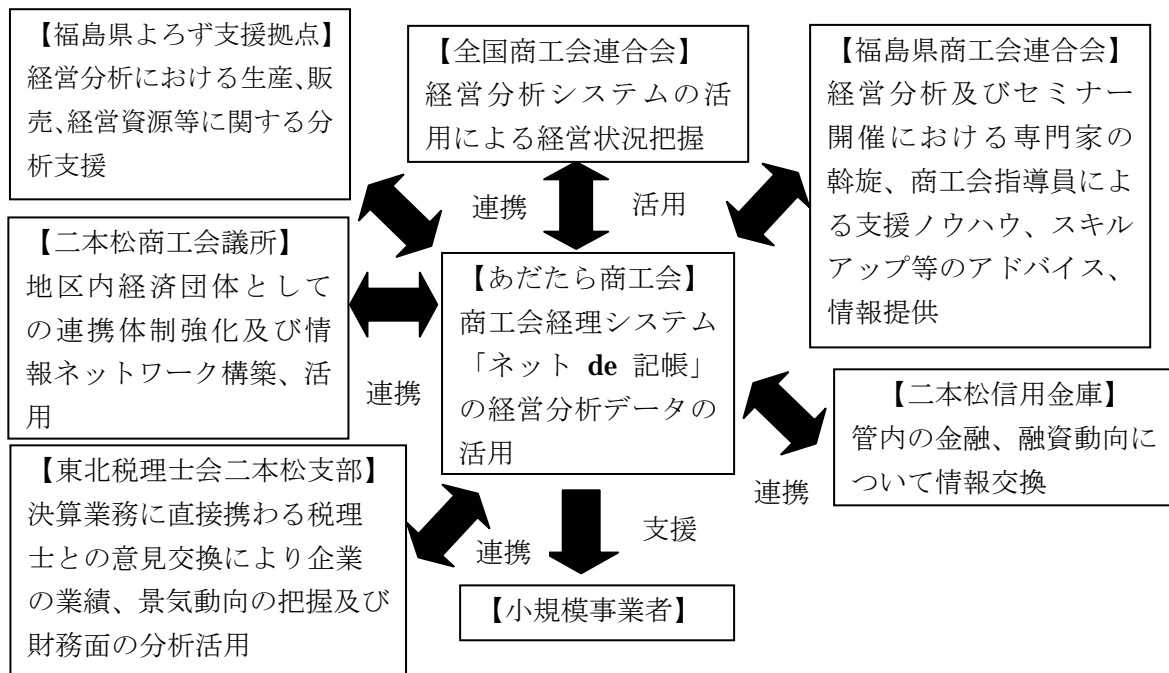 【福島県よろず支援拠点】
経営分析における生産、販
売、経営資源等に関する分
析支援
【全国商工会連合会】
経営分析システムの活
用による経営状況把握
【福島県商工会連合会】
経営分析及びセミナー
開催における専門家の
斡旋、商工会指導員によ
る支援ノウハウ、スキル
アップ等のアドバイス、
情報提供
連携
活用
【二本松商工会議所】
地区内経済団体として
の連携体制強化及び情
報ネットワーク構築、活
用
連携
【あだたら商工会】
商工会経理システム
「ネット de 記帳」
の経営分析データの
活用
【二本松信用金庫】
管内の金融、融資動向に
ついて情報交換
連携
【東北税理士会二本松支部】
決算業務に直接携わる税理
士との意見交換により企業
の業績、景気動向の把握及び
財務面の分析活用
連携
支援
【小規模事業者】